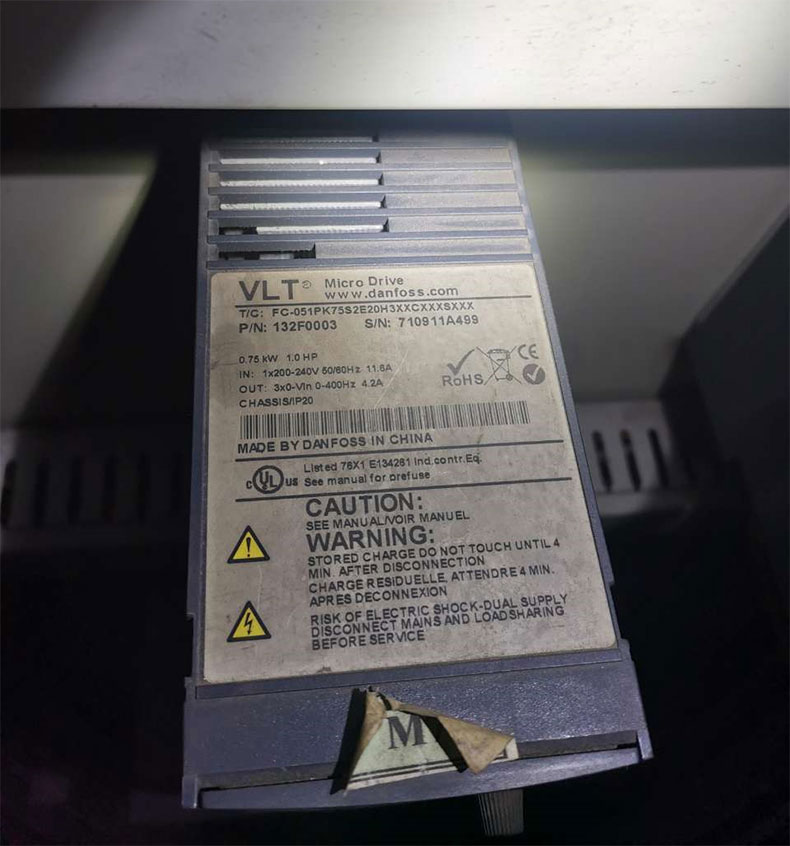 VLT® Micro Drive
www.danfoss.com
T/C: FC-051PK75S2E20H3XXCXXXSXXX
P/N: 132F0003 S/N: 710911A499
0.75 kW 1.0 HP
IN: 1x200-240V 50/60Hz 11.6A
OUT: 3x0-Vin 0-400Hz 4.2A
CHASSIS/IP20
RoHS CE
MADE BY DANFOSS IN CHINA
c UL US Listed 76X1 E134261 Ind.contr.Eq.
See manual for prefuse
CAUTION:
SEE MANUAL/VOIR MANUEL
WARNING:
STORED CHARGE DO NOT TOUCH UNTIL 4
MIN. AFTER DISCONNECTION
CHARGE RESIDUELLE, ATTENDRE 4 MIN.
APRES DECONNEXION
RISK OF ELECTRIC SHOCK-DUAL SUPPLY
DISCONNECT MAINS AND LOADSHARING
BEFORE SERVICE
M